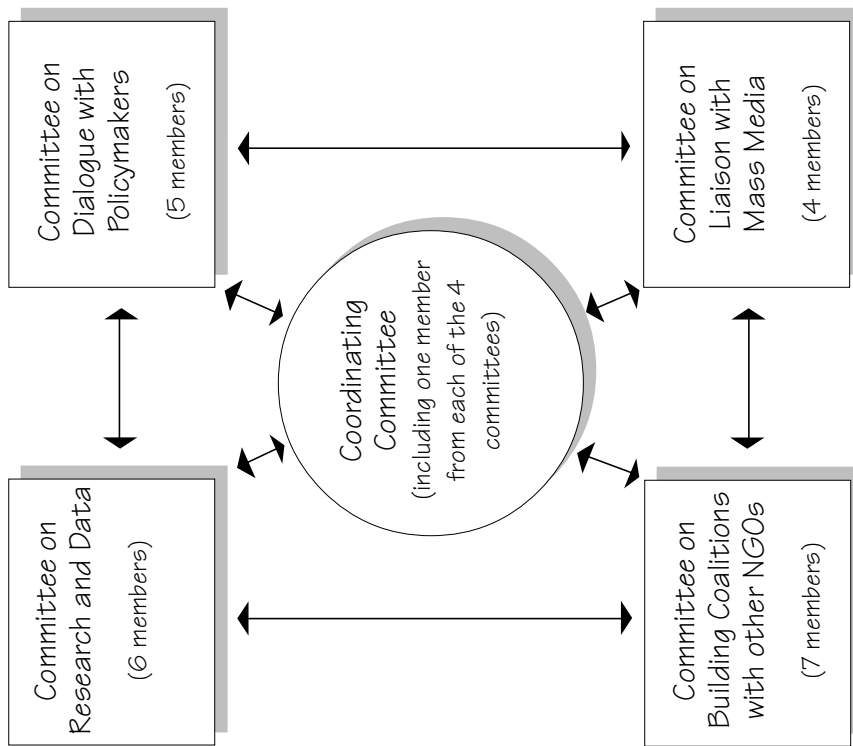 Committee on
Research and Data
(6 members)
Committee on
Dialogue with
Policymakers
(5 members)
Coordinating
Committee
(including one member
from each of the 4
committees)
Committee on
Building Coalitions
with other NGOs
(7 members)
Committee on
Liaison with
Mass Media
(4 members)